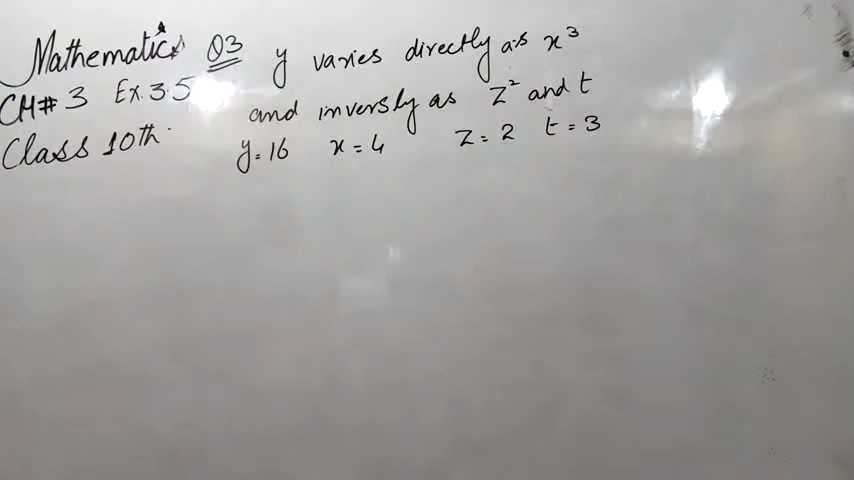 Mathematics Q3 y varies directly as x³
CH# 3 Ex. 3.5 and inversly as z² and t
Class 10th. y = 16 x = 4 z = 2 t = 3